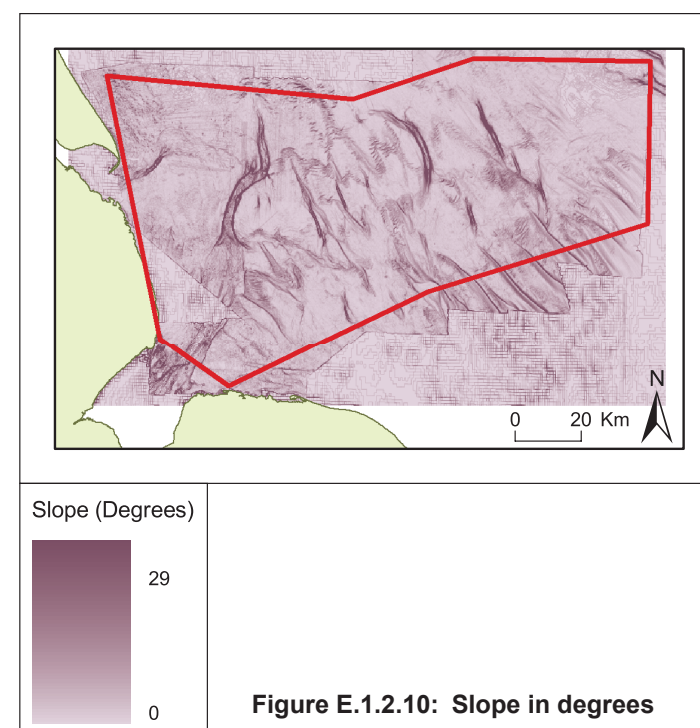 N
0 20 Km
Slope (Degrees)
29
0
Figure E.1.2.10: Slope in degrees